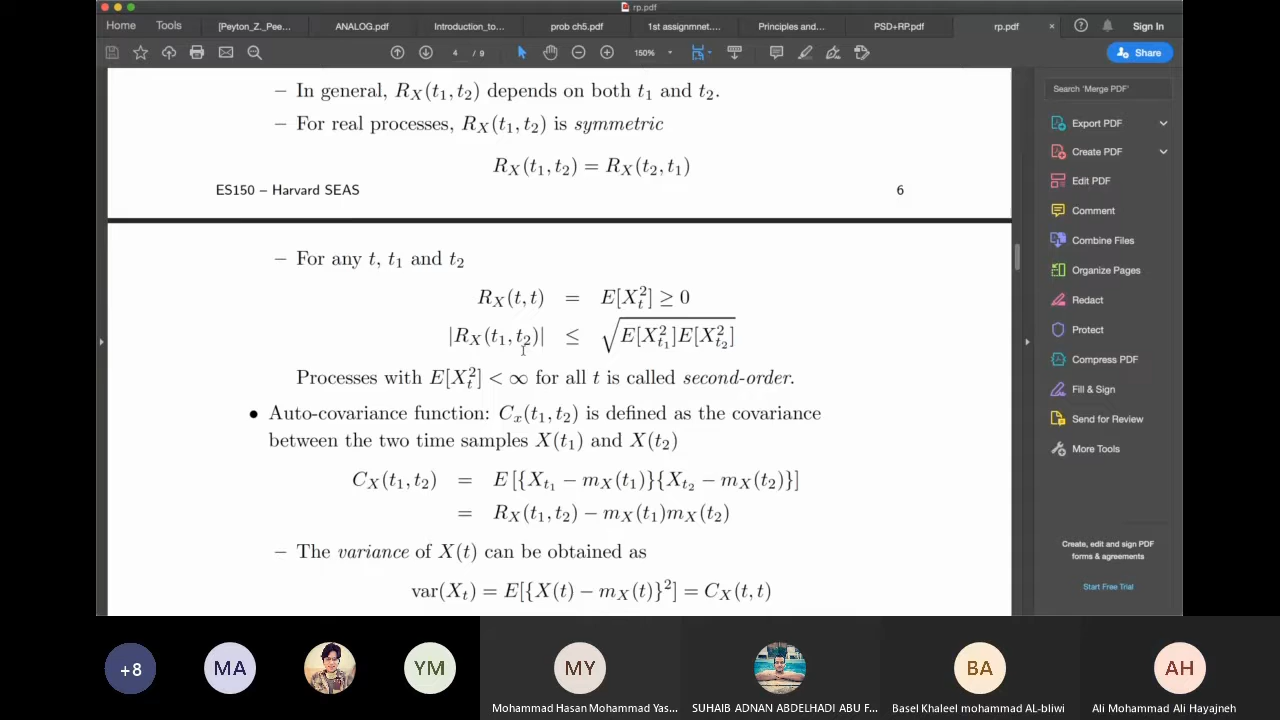 rp.pdf
Home Tools [Peyton_Z._Pee... ANALOG.pdf Introduction_to... prob ch5.pdf 1st assignmnet.... Principles and... PSD+RP.pdf rp.pdf × Sign In
4 / 9 150% Share
– In general, R_X(t_1, t_2) depends on both t_1 and t_2.
– For real processes, R_X(t_1, t_2) is symmetric
R_X(t_1, t_2) = R_X(t_2, t_1)
ES150 – Harvard SEAS 6
– For any t, t_1 and t_2
R_X(t, t) = E[X_t^2] ≥ 0
|R_X(t_1, t_2)| ≤ √(E[X_{t_1}^2]E[X_{t_2}^2])
Processes with E[X_t^2] < ∞ for all t is called second-order.
• Auto-covariance function: C_x(t_1, t_2) is defined as the covariance
between the two time samples X(t_1) and X(t_2)
C_X(t_1, t_2) = E [{X_{t_1} − m_X(t_1)}{X_{t_2} − m_X(t_2)}]
= R_X(t_1, t_2) − m_X(t_1)m_X(t_2)
– The variance of X(t) can be obtained as
var(X_t) = E[{X(t) − m_X(t)}^2] = C_X(t, t)
Search 'Merge PDF'
Export PDF
Create PDF
Edit PDF
Comment
Combine Files
Organize Pages
Redact
Protect
Compress PDF
Fill & Sign
Send for Review
More Tools
Create, edit and sign PDF
forms & agreements
Start Free Trial
+8 MA YM MY BA AH
Mohammad Hasan Mohammad Yas... SUHAIB ADNAN ABDELHADI ABU F... Basel Khaleel mohammad AL-bliwi Ali Mohammad Ali Hayajneh